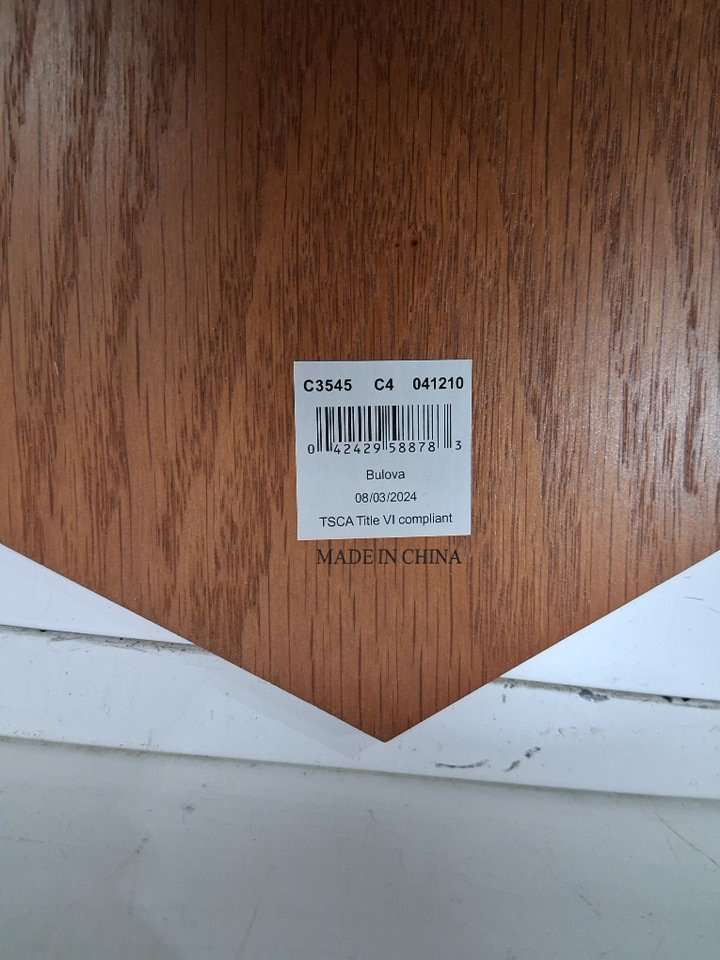 C3545 C4 041210
0 42429 58878 3
Bulova
08/03/2024
TSCA Title VI compliant
MADE IN CHINA